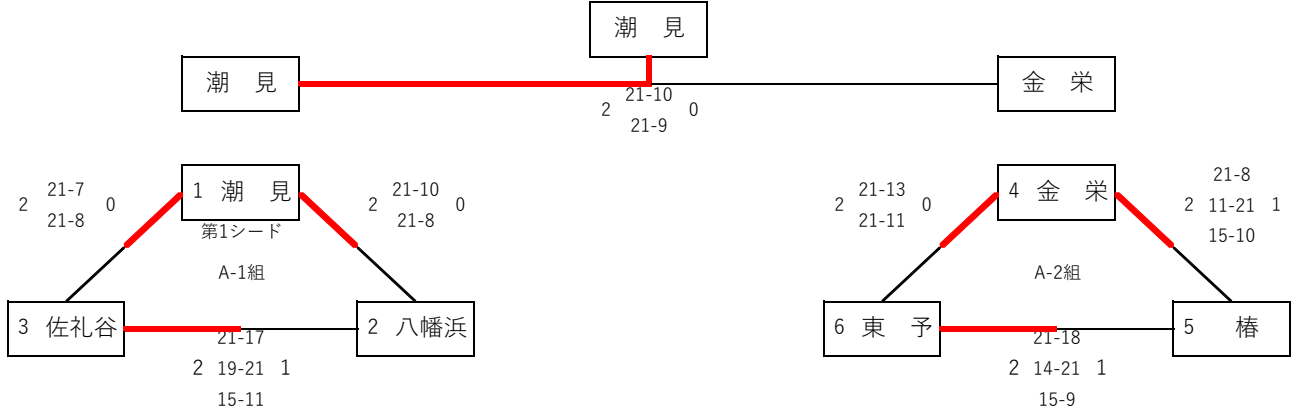 潮　見
潮　見
金　栄
21-10
2 0
21-9
1 潮　見
第1シード
2 21-7 0
21-8
2 21-10 0
21-8
A-1組
3 佐礼谷
2 八幡浜
21-17
2 19-21 1
15-11
4 金　栄
2 21-13 0
21-11
21-8
2 11-21 1
15-10
A-2組
6 東　予
5 椿
21-18
2 14-21 1
15-9